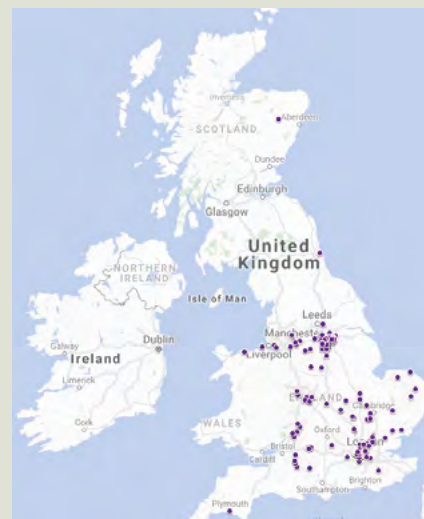 Inverness
Aberdeen
SCOTLAND
Dundee
Edinburgh
Glasgow
United
Kingdom
NORTHERN
IRELAND
Isle of Man
Leeds
Manchester
Dublin
Liverpool
Galway
Ireland
Limerick
ENGLAND
Cambridge
Cork
WALES
Oxford
London
Cardiff
Bristol
Southampton
Brighton
Plymouth